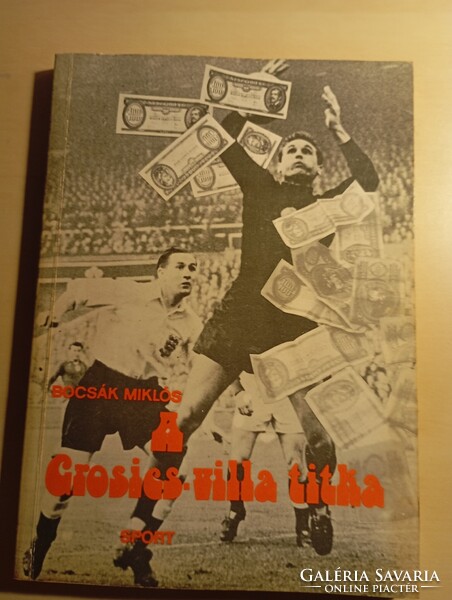 BOCSÁK MIKLÓS
A
Grosics-villa titka
SPORT
GALÉRIA SAVARIA
ONLINE PIACTÉR